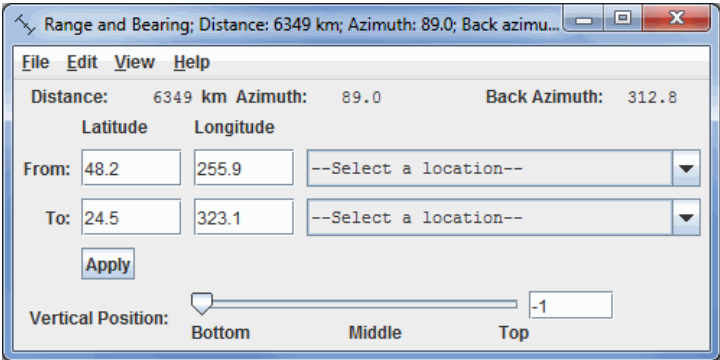 Range and Bearing; Distance: 6349 km; Azimuth: 89.0; Back azimu...
File Edit View Help
Distance: 6349 km Azimuth: 89.0 Back Azimuth: 312.8
Latitude Longitude
From: 48.2 255.9 --Select a location--
To: 24.5 323.1 --Select a location--
Apply
Vertical Position: -1
Bottom Middle Top